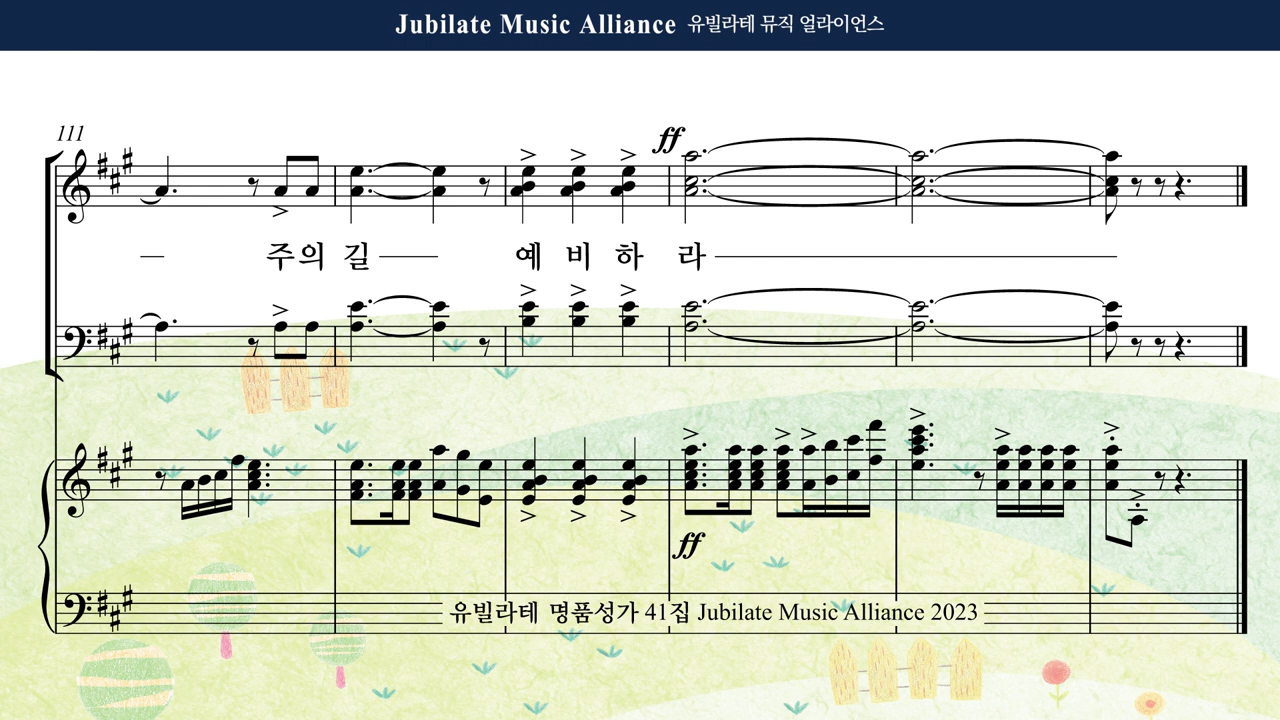 Jubilate Music Alliance 유빌라테 뮤직 얼라이언스
111
ff
주의 길 예 비 하 라
ff
유빌라테 명품성가 41집 Jubilate Music Alliance 2023